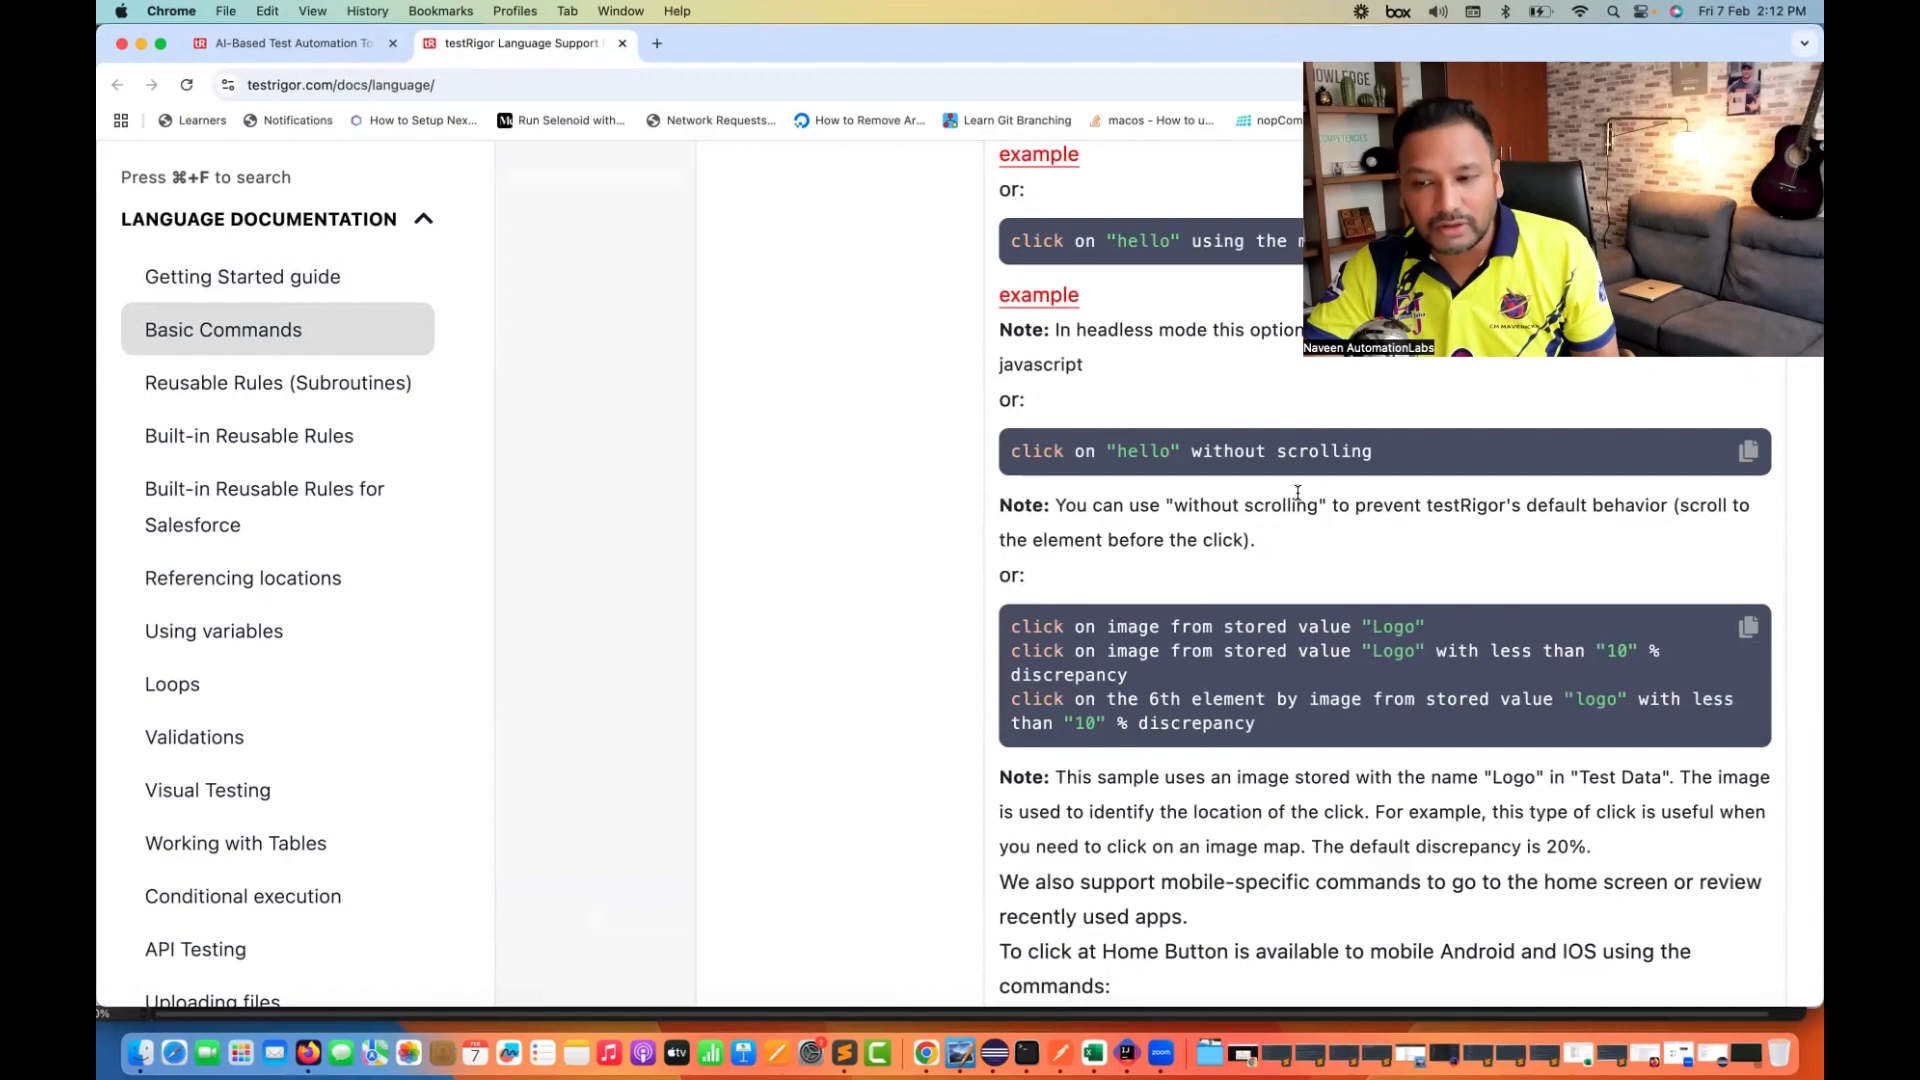 Chrome File Edit View History Bookmarks Profiles Tab Window Help
box
Fri 7 Feb 2:12 PM
AI-Based Test Automation To
testRigor Language Support
testrigor.com/docs/language/
Learners
Notifications
How to Setup Nex...
Run Selenoid with...
Network Requests...
How to Remove Ar...
Learn Git Branching
macos - How to u...
nopCom
Press ⌘+F to search
LANGUAGE DOCUMENTATION
Getting Started guide
Basic Commands
Reusable Rules (Subroutines)
Built-in Reusable Rules
Built-in Reusable Rules for
Salesforce
Referencing locations
Using variables
Loops
Validations
Visual Testing
Working with Tables
Conditional execution
API Testing
Uploading files
example
or:
click on "hello" using the m
example
Note: In headless mode this option
javascript
or:
click on "hello" without scrolling
Note: You can use "without scrolling" to prevent testRigor's default behavior (scroll to
the element before the click).
or:
click on image from stored value "Logo"
click on image from stored value "Logo" with less than "10" %
discrepancy
click on the 6th element by image from stored value "logo" with less
than "10" % discrepancy
Note: This sample uses an image stored with the name "Logo" in "Test Data". The image
is used to identify the location of the click. For example, this type of click is useful when
you need to click on an image map. The default discrepancy is 20%.
We also support mobile-specific commands to go to the home screen or review
recently used apps.
To click at Home Button is available to mobile Android and IOS using the
commands:
NOWLEDGE
COMPETENCIES
CM MAVERICKS
Naveen AutomationLabs
0%
FEB
7
tv
zoom